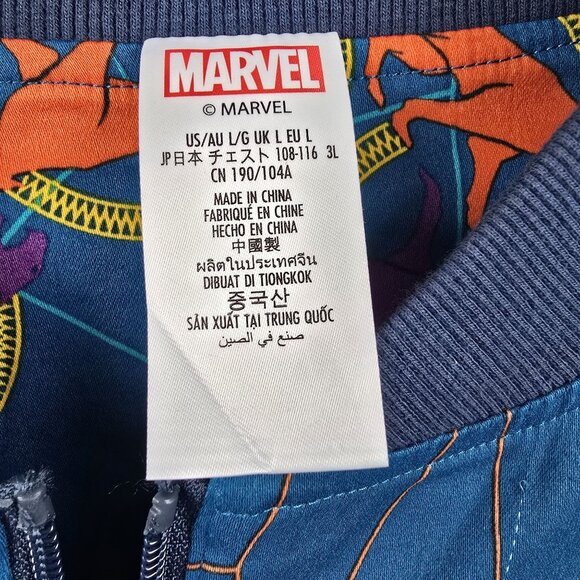 MARVEL
© MARVEL
US/AU L/G UK L EU L
JP日本 チェスト 108-116 3L
CN 190/104A
MADE IN CHINA
FABRIQUÉ EN CHINE
HECHO EN CHINA
中國製
ผลิตในประเทศจีน
DIBUAT DI TIONGKOK
중국산
SẢN XUẤT TẠI TRUNG QUỐC
صنع في الصين